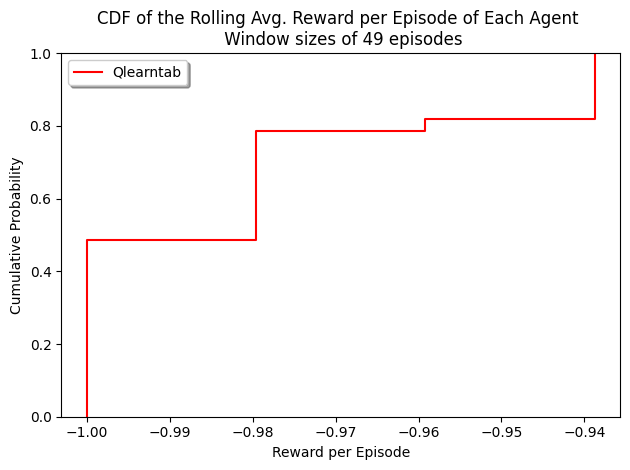 CDF of the Rolling Avg. Reward per Episode of Each Agent
Window sizes of 49 episodes
Qlearntab
Cumulative Probability
1.0
0.8
0.6
0.4
0.2
0.0
−1.00 −0.99 −0.98 −0.97 −0.96 −0.95 −0.94
Reward per Episode